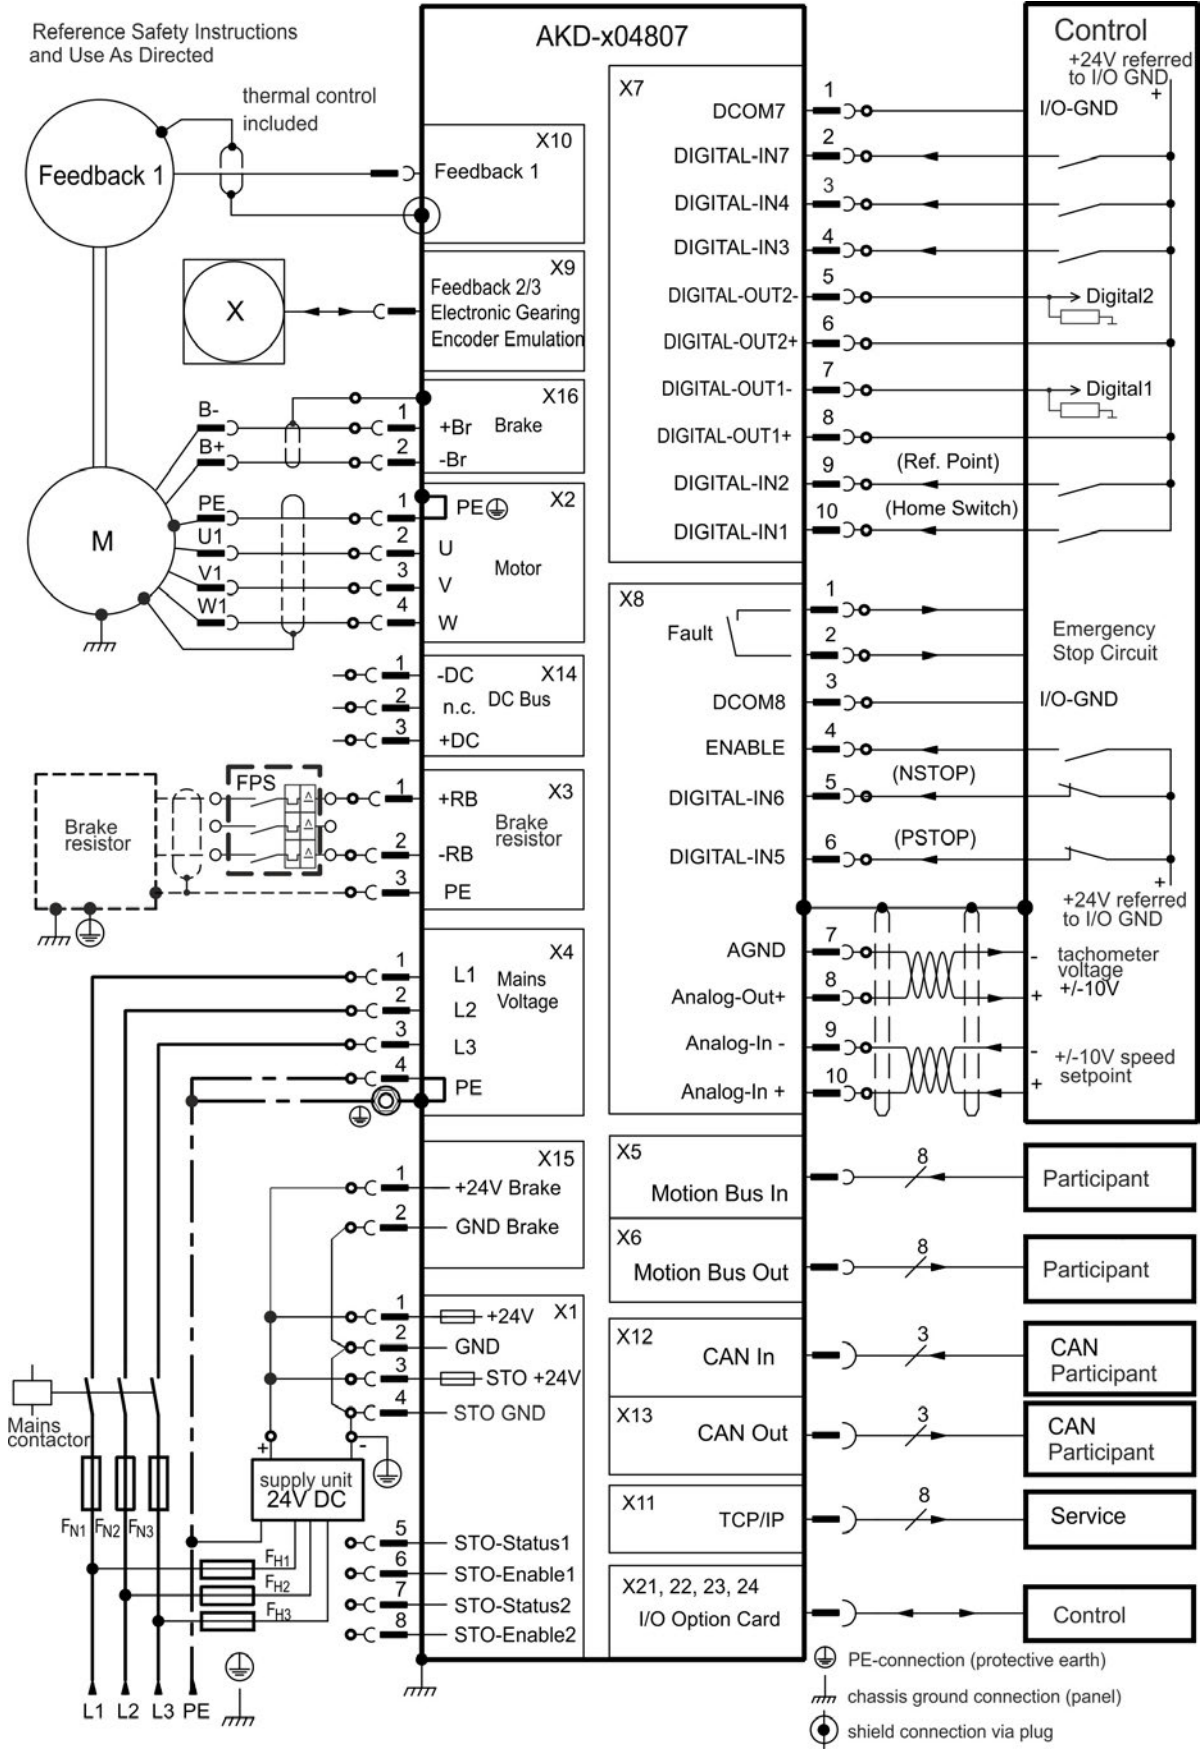 Reference Safety Instructions
and Use As Directed
AKD-x04807
Control
+24V referred
to I/O GND
+
thermal control
included
Feedback 1
X10
Feedback 1
X
X9
Feedback 2/3
Electronic Gearing
Encoder Emulation
B-
B+
X16
1
+Br
Brake
2
-Br
M
PE
U1
V1
W1
X2
1
PE
2
U
Motor
3
V
4
W
X14
1
-DC
DC Bus
2
n.c.
3
+DC
Brake
resistor
FPS
X3
1
+RB
Brake
resistor
2
-RB
3
PE
X4
1
L1
Mains
Voltage
2
L2
3
L3
4
PE
X15
1
+24V Brake
2
GND Brake
X1
1
+24V
2
GND
3
STO +24V
4
STO GND
+
-
supply unit
24V DC
Mains
contactor
FN1
FN2
FN3
FH1
FH2
FH3
5
STO-Status1
6
STO-Enable1
7
STO-Status2
8
STO-Enable2
L1
L2
L3
PE
X7
DCOM7
1
I/O-GND
DIGITAL-IN7
2
DIGITAL-IN4
3
DIGITAL-IN3
4
DIGITAL-OUT2-
5
Digital2
DIGITAL-OUT2+
6
DIGITAL-OUT1-
7
Digital1
DIGITAL-OUT1+
8
DIGITAL-IN2
9
(Ref. Point)
DIGITAL-IN1
10
(Home Switch)
X8
Fault
1
2
Emergency
Stop Circuit
DCOM8
3
I/O-GND
ENABLE
4
DIGITAL-IN6
5
(NSTOP)
DIGITAL-IN5
6
(PSTOP)
+
+24V referred
to I/O GND
AGND
7
-
tachometer
voltage
+/-10V
Analog-Out+
8
+
Analog-In -
9
-
+/-10V speed
setpoint
Analog-In +
10
+
X5
Motion Bus In
8
Participant
X6
Motion Bus Out
8
Participant
X12
CAN In
3
CAN
Participant
X13
CAN Out
3
CAN
Participant
X11
TCP/IP
8
Service
X21, 22, 23, 24
I/O Option Card
Control
PE-connection (protective earth)
chassis ground connection (panel)
shield connection via plug